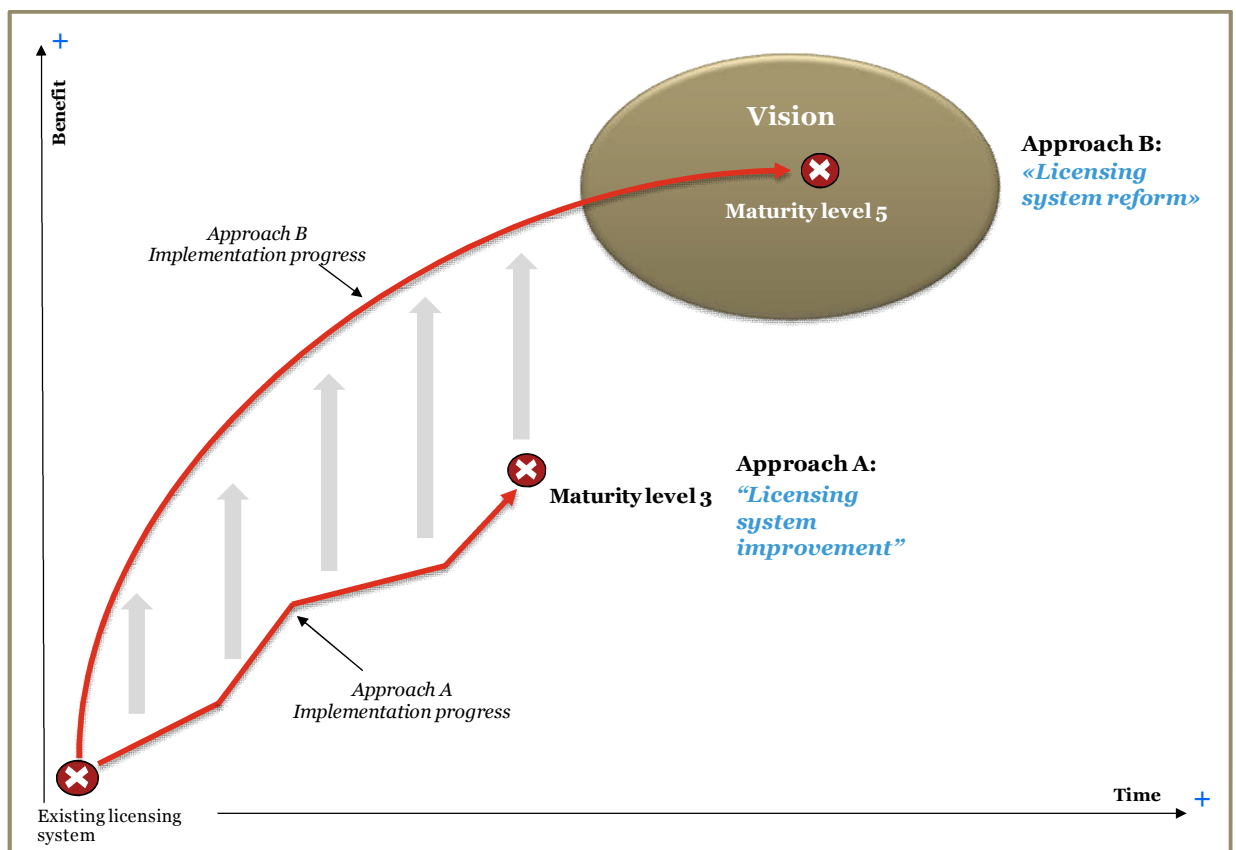 +
Benefit
Vision
Maturity level 5
Approach B:
«Licensing
system reform»
Approach B
Implementation progress
Approach A:
“Licensing
system
improvement”
Maturity level 3
Approach A
Implementation progress
Time
+
Existing licensing
system